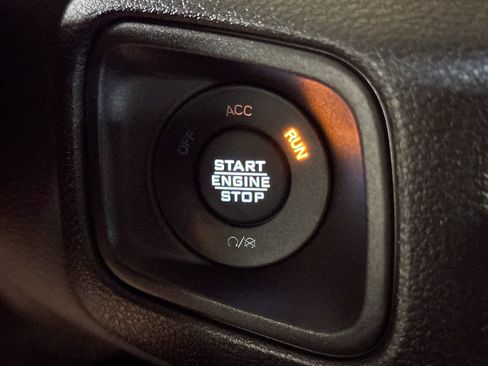 ACC
OFF
RUN
START
ENGINE
STOP